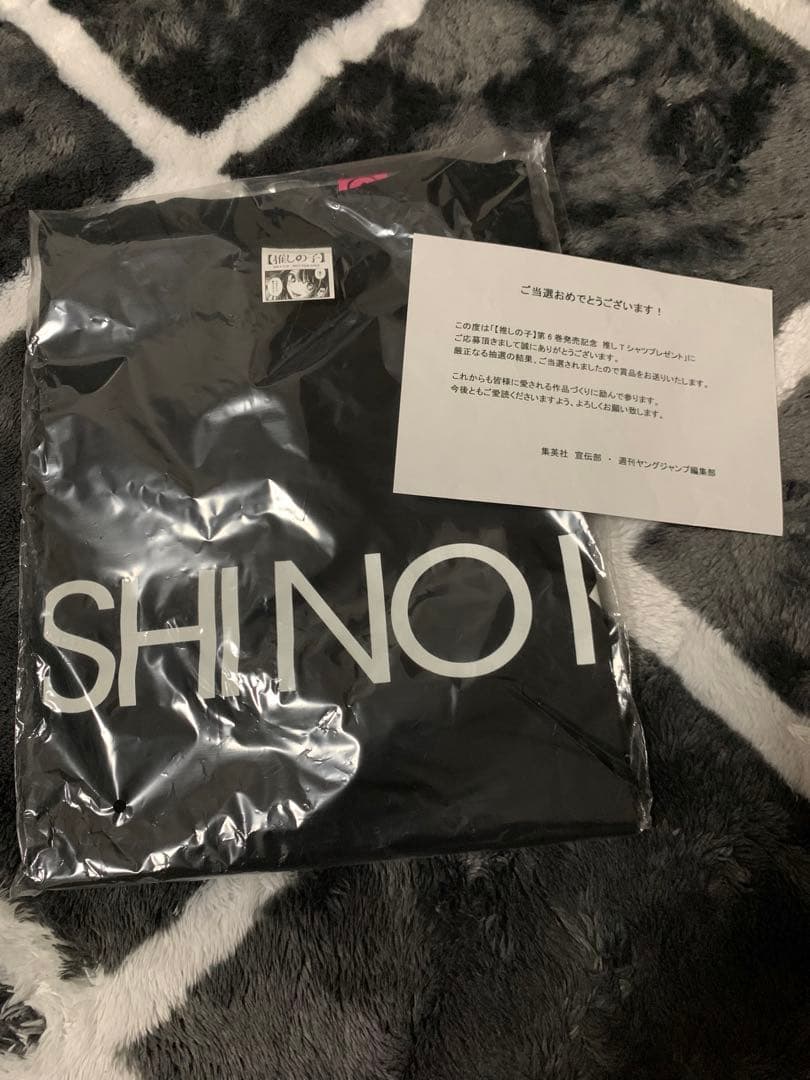 【推しの子】
ご当選おめでとうございます！
この度は「【推しの子】第６巻発売記念 推しTシャツプレゼント」に
ご応募頂きまして誠にありがとうございます。
厳正なる抽選の結果、ご当選されましたので賞品をお送りいたします。
これからも皆様に愛される作品づくりに励んで参ります。
今後ともご愛読くださいますよう、よろしくお願い致します。
集英社 宣伝部 ・ 週刊ヤングジャンプ編集部
SHI NO